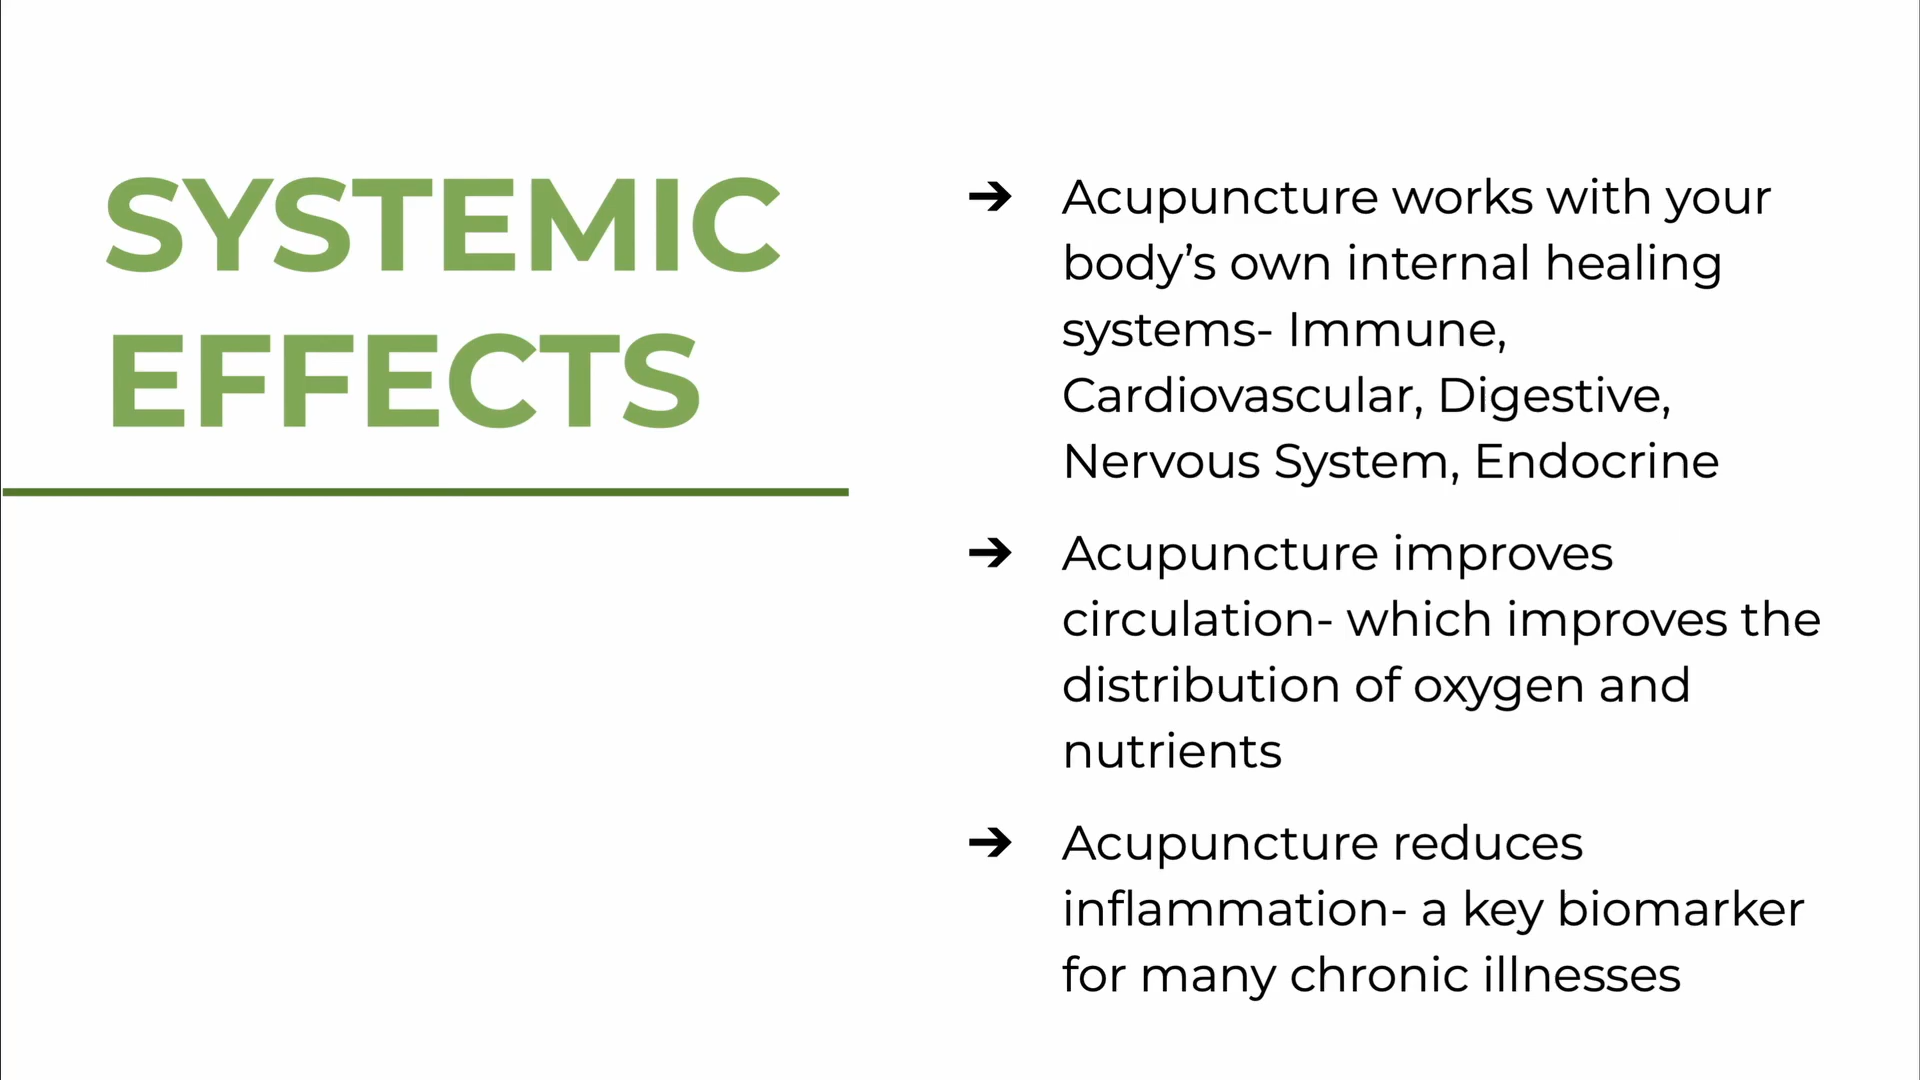 SYSTEMIC
EFFECTS
➔ Acupuncture works with your
body’s own internal healing
systems- Immune,
Cardiovascular, Digestive,
Nervous System, Endocrine
➔ Acupuncture improves
circulation- which improves the
distribution of oxygen and
nutrients
➔ Acupuncture reduces
inflammation- a key biomarker
for many chronic illnesses